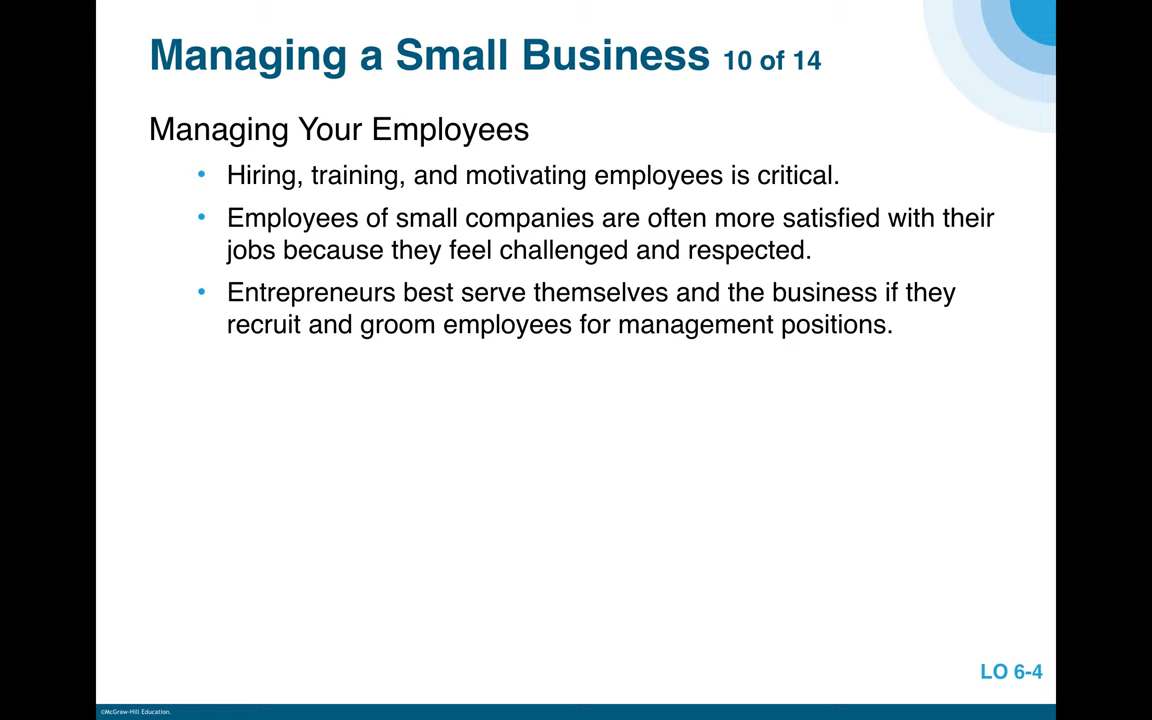 Managing a Small Business 10 of 14
Managing Your Employees
• Hiring, training, and motivating employees is critical.
• Employees of small companies are often more satisfied with their
jobs because they feel challenged and respected.
• Entrepreneurs best serve themselves and the business if they
recruit and groom employees for management positions.
LO 6-4
©McGraw-Hill Education.